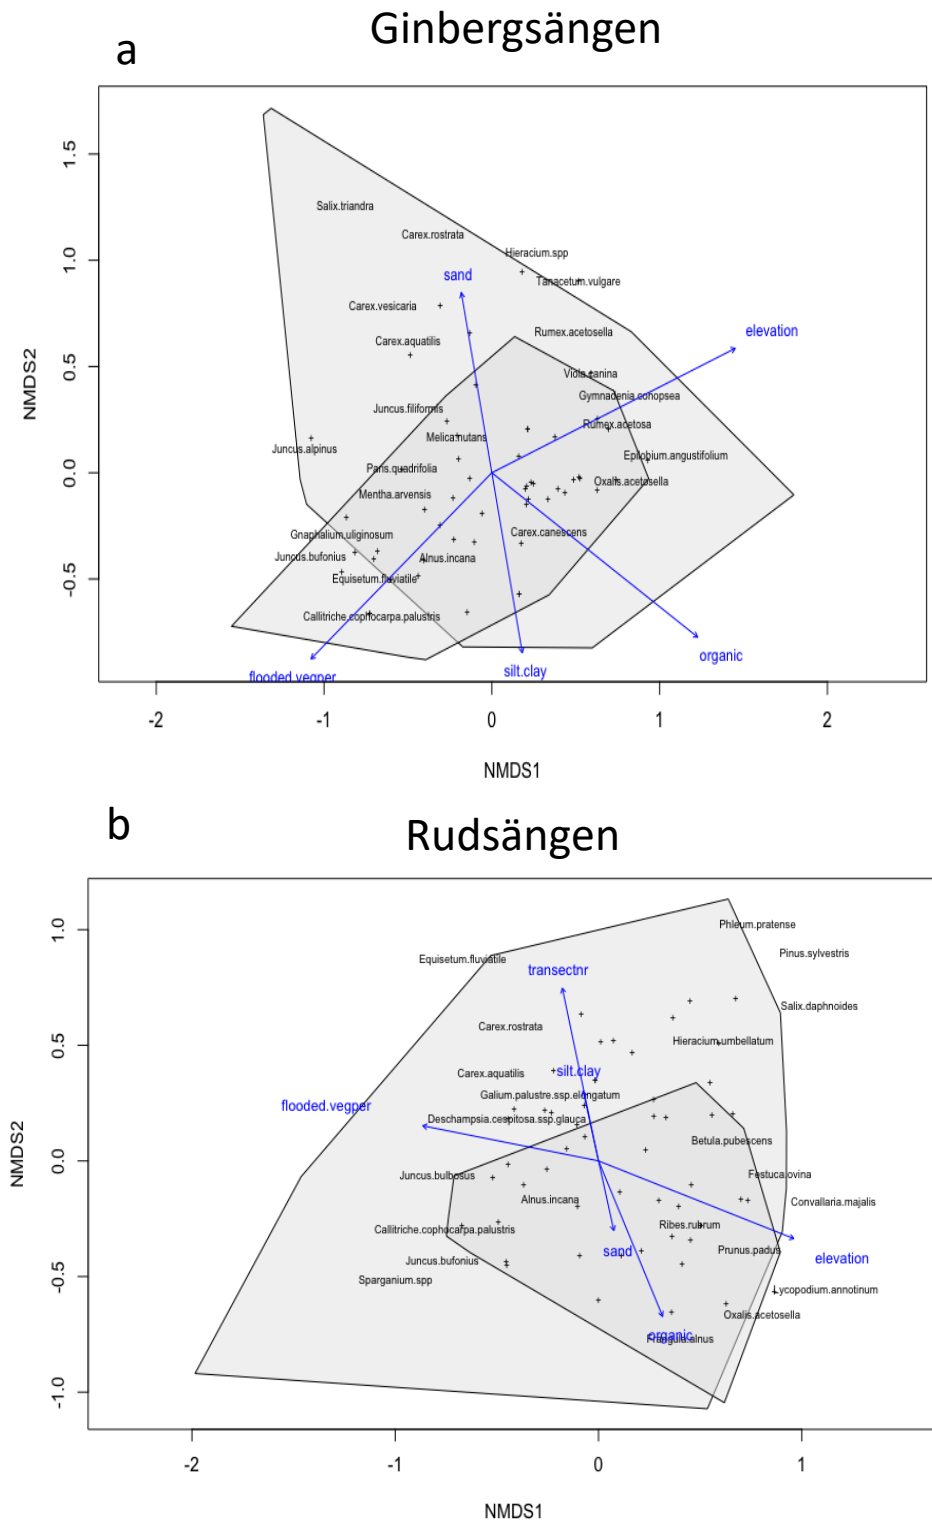 Ginbergsängen
a
1.5
Salix.triandra
Carex.rostrata
Hieracium.spp
1.0
sand
Tanacetum.vulgare
Carex.vesicaria
elevation
Rumex.acetosella
Carex.aquatilis
0.5
Viola.canina
NMDS2
Gymnadenia.conopsea
Juncus.filiformis
Rumex.acetosa
Melica.nutans
Juncus.alpinus
Epilobium.angustifolium
0.0
Paris.quadrifolia
Oxalis.acetosella
Mentha.arvensis
Gnaphalium.uliginosum
Carex.canescens
Juncus.bufonius
Alnus.incana
-0.5
Equisetum.fluviatile
Callitriche.cophocarpa.palustris
organic
silt.clay
flooded.vegper
-2 -1 0 1 2
NMDS1
b
Rudsängen
1.0
Phleum.pratense
Equisetum.fluviatile
Pinus.sylvestris
transectnr
Salix.daphnoides
0.5
Carex.rostrata
Hieracium.umbellatum
Carex.aquatilis
silt.clay
Galium.palustre.ssp.elongatum
flooded.vegper
Deschampsia.cespitosa.ssp.glauca
NMDS2
Betula.pubescens
0.0
Juncus.bulbosus
Festuca.ovina
Alnus.incana
Convallaria.majalis
Callitriche.cophocarpa.palustris
Ribes.rubrum
sand
Prunus.padus
elevation
Juncus.bufonius
-0.5
Sparganium.spp
Lycopodium.annotinum
Oxalis.acetosella
organic
Frangula.alnus
-1.0
-2 -1 0 1
NMDS1